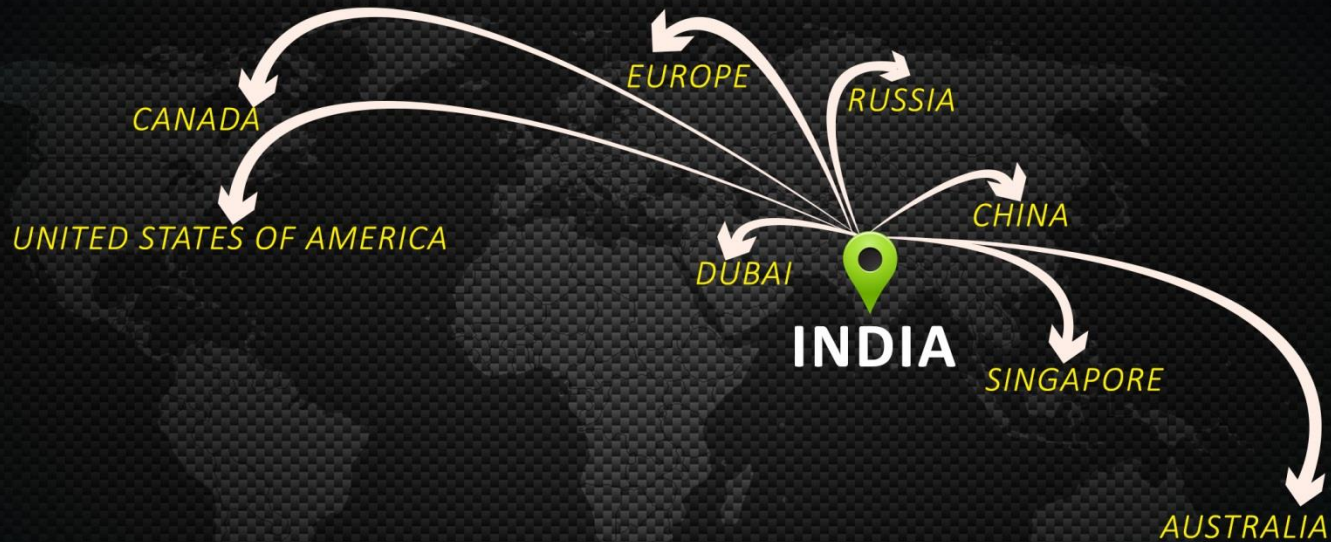 EUROPE
RUSSIA
CANADA
CHINA
UNITED STATES OF AMERICA
DUBAI
INDIA
SINGAPORE
AUSTRALIA